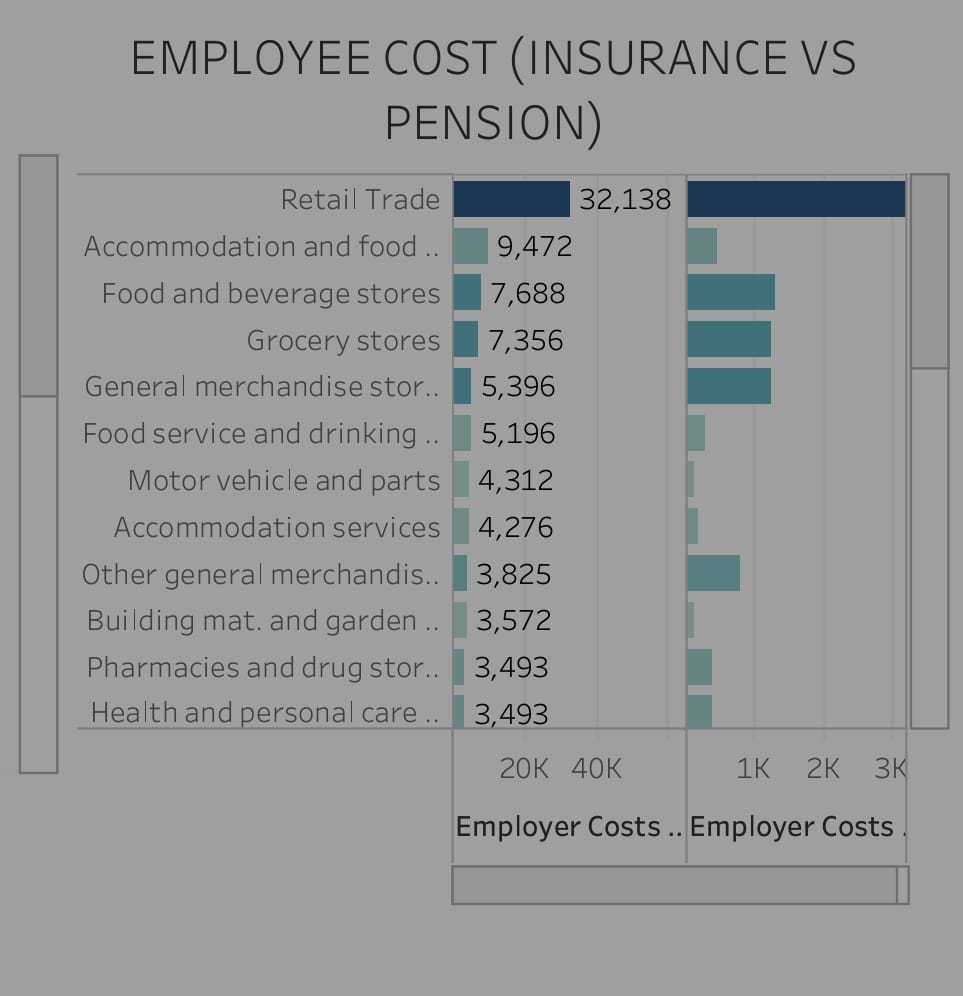 EMPLOYEE COST (INSURANCE VS
PENSION)
Retail Trade 32,138
Accommodation and food .. 9,472
Food and beverage stores 7,688
Grocery stores 7,356
General merchandise stor.. 5,396
Food service and drinking .. 5,196
Motor vehicle and parts 4,312
Accommodation services 4,276
Other general merchandis.. 3,825
Building mat. and garden .. 3,572
Pharmacies and drug stor.. 3,493
Health and personal care .. 3,493
20K 40K 1K 2K 3K
Employer Costs .. Employer Costs .